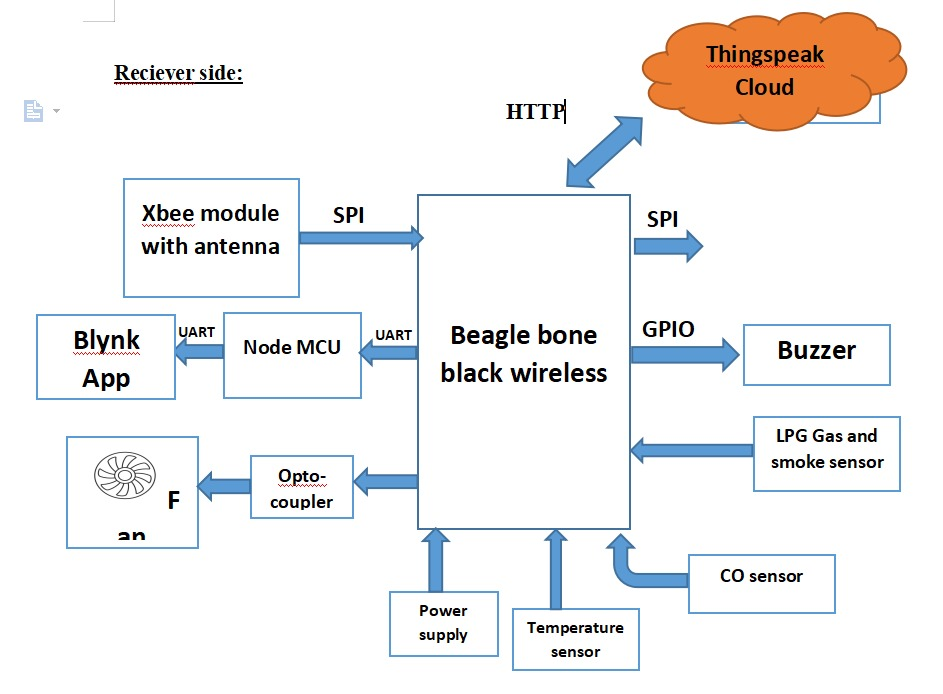 Reciever side:
Thingspeak
Cloud
HTTP
Xbee module
with antenna
SPI
SPI
Blynk
App
UART
Node MCU
UART
Beagle bone
black wireless
GPIO
Buzzer
LPG Gas and
smoke sensor
F
an
Opto-
coupler
CO sensor
Power
supply
Temperature
sensor